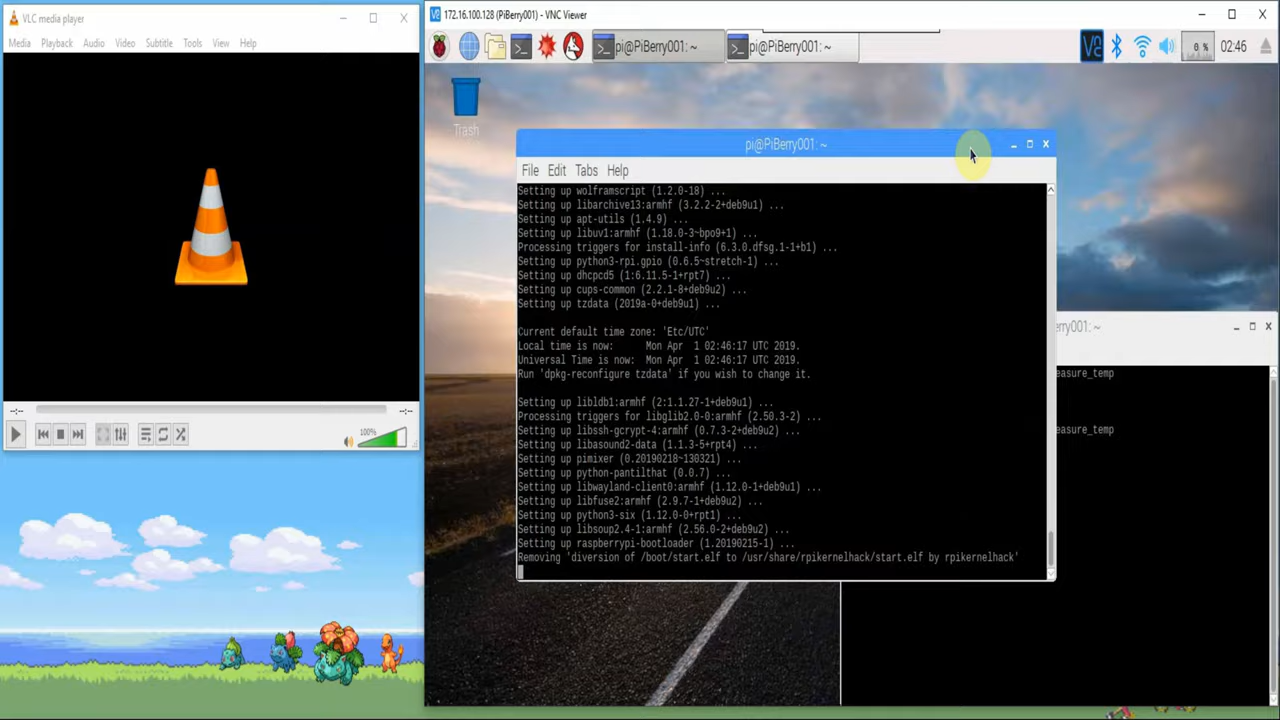 VLC media player
Media Playback Audio Video Subtitle Tools View Help
-:-- -:--
100%
172.16.100.128 (PiBerry001) - VNC Viewer
pi@PiBerry001: ~ pi@PiBerry001: ~
0 % 02:46
Trash
pi@PiBerry001: ~
File Edit Tabs Help
Setting up wolframscript (1.2.0-18) ...
Setting up libarchive13:armhf (3.2.2-2+deb9u1) ...
Setting up apt-utils (1.4.9) ...
Setting up libuv1:armhf (1.18.0-3~bpo9+1) ...
Processing triggers for install-info (6.3.0.dfsg.1-1+b1) ...
Setting up python3-rpi.gpio (0.6.5~stretch-1) ...
Setting up dhcpcd5 (1:6.11.5-1+rpt7) ...
Setting up cups-common (2.2.1-8+deb9u2) ...
Setting up tzdata (2019a-0+deb9u1) ...
Current default time zone: 'Etc/UTC'
Local time is now:      Mon Apr  1 02:46:17 UTC 2019.
Universal Time is now:  Mon Apr  1 02:46:17 UTC 2019.
Run 'dpkg-reconfigure tzdata' if you wish to change it.
Setting up libldb1:armhf (2:1.1.27-1+deb9u1) ...
Processing triggers for libglib2.0-0:armhf (2.50.3-2) ...
Setting up libssh-gcrypt-4:armhf (0.7.3-2+deb9u2) ...
Setting up libasound2-data (1.1.3-5+rpt4) ...
Setting up pimixer (0.20190218~130321) ...
Setting up python-pantilthat (0.0.7) ...
Setting up libwayland-client0:armhf (1.12.0-1+deb9u1) ...
Setting up libfuse2:armhf (2.9.7-1+deb9u2) ...
Setting up python3-six (1.12.0-0+rpt1) ...
Setting up libsoup2.4-1:armhf (2.56.0-2+deb9u2) ...
Setting up raspberrypi-bootloader (1.20190215-1) ...
Removing 'diversion of /boot/start.elf to /usr/share/rpikernelhack/start.elf by rpikernelhack'
erry001: ~
easure_temp
easure_temp